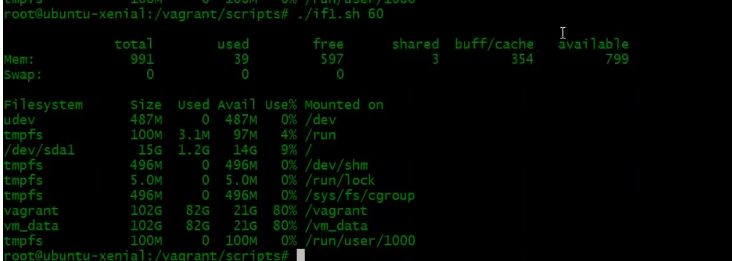 root@ubuntu-xenial:/vagrant/scripts# ./if1.sh 60
total used free shared buff/cache available
Mem: 991 39 597 3 354 799
Swap: 0 0 0
Filesystem Size Used Avail Use% Mounted on
udev 487M 0 487M 0% /dev
tmpfs 100M 3.1M 97M 4% /run
/dev/sda1 15G 1.2G 14G 9% /
tmpfs 496M 0 496M 0% /dev/shm
tmpfs 5.0M 0 5.0M 0% /run/lock
tmpfs 496M 0 496M 0% /sys/fs/cgroup
vagrant 102G 82G 21G 80% /vagrant
vm_data 102G 82G 21G 80% /vm_data
tmpfs 100M 0 100M 0% /run/user/1000
root@ubuntu-xenial:/vagrant/scripts#